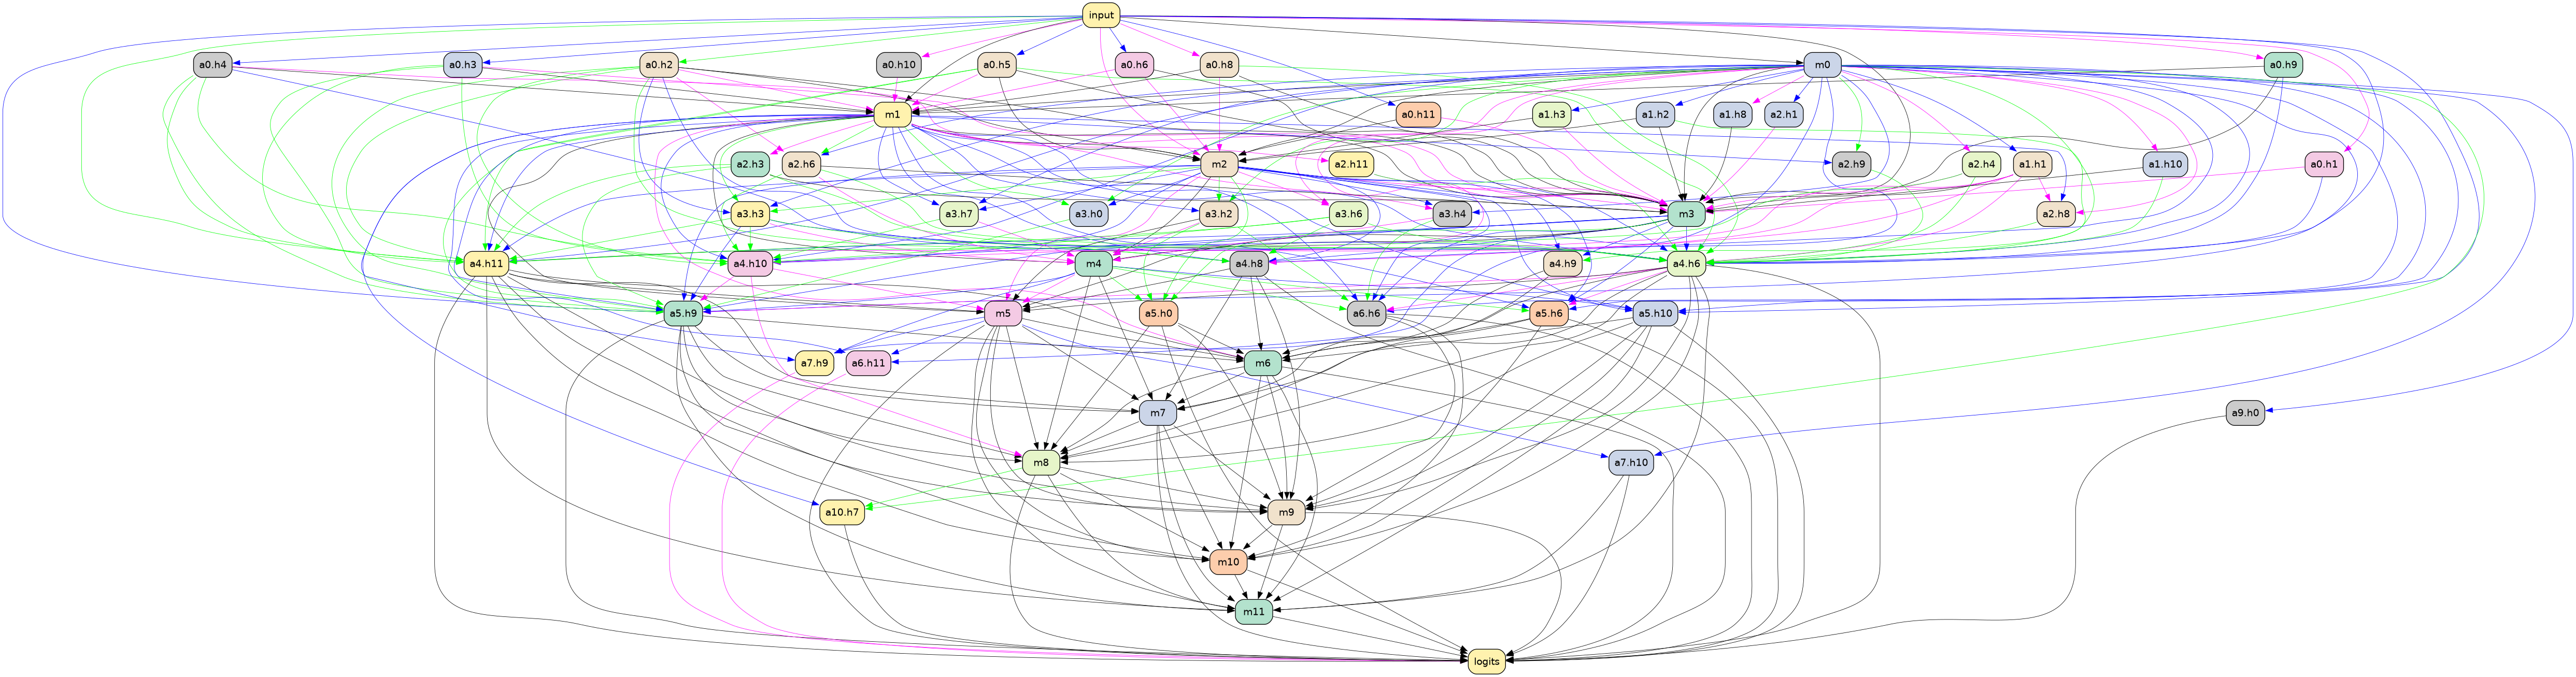 input
a0.h4 a0.h3 a0.h2 a0.h10 a0.h5 a0.h6 a0.h8 m0 a0.h9
m1 a0.h11 a1.h3 a1.h2 a1.h8 a2.h1
a2.h3 a2.h6 m2 a2.h11 a2.h9 a2.h4 a1.h1 a1.h10 a0.h1
a3.h3 a3.h7 a3.h0 a3.h2 a3.h6 a3.h4 m3 a2.h8
a4.h11 a4.h10 m4 a4.h8 a4.h9 a4.h6
a5.h9 m5 a5.h0 a6.h6 a5.h6 a5.h10
a7.h9 a6.h11 m6
m7 a9.h0
m8 a7.h10
a10.h7 m9
m10
m11
logits